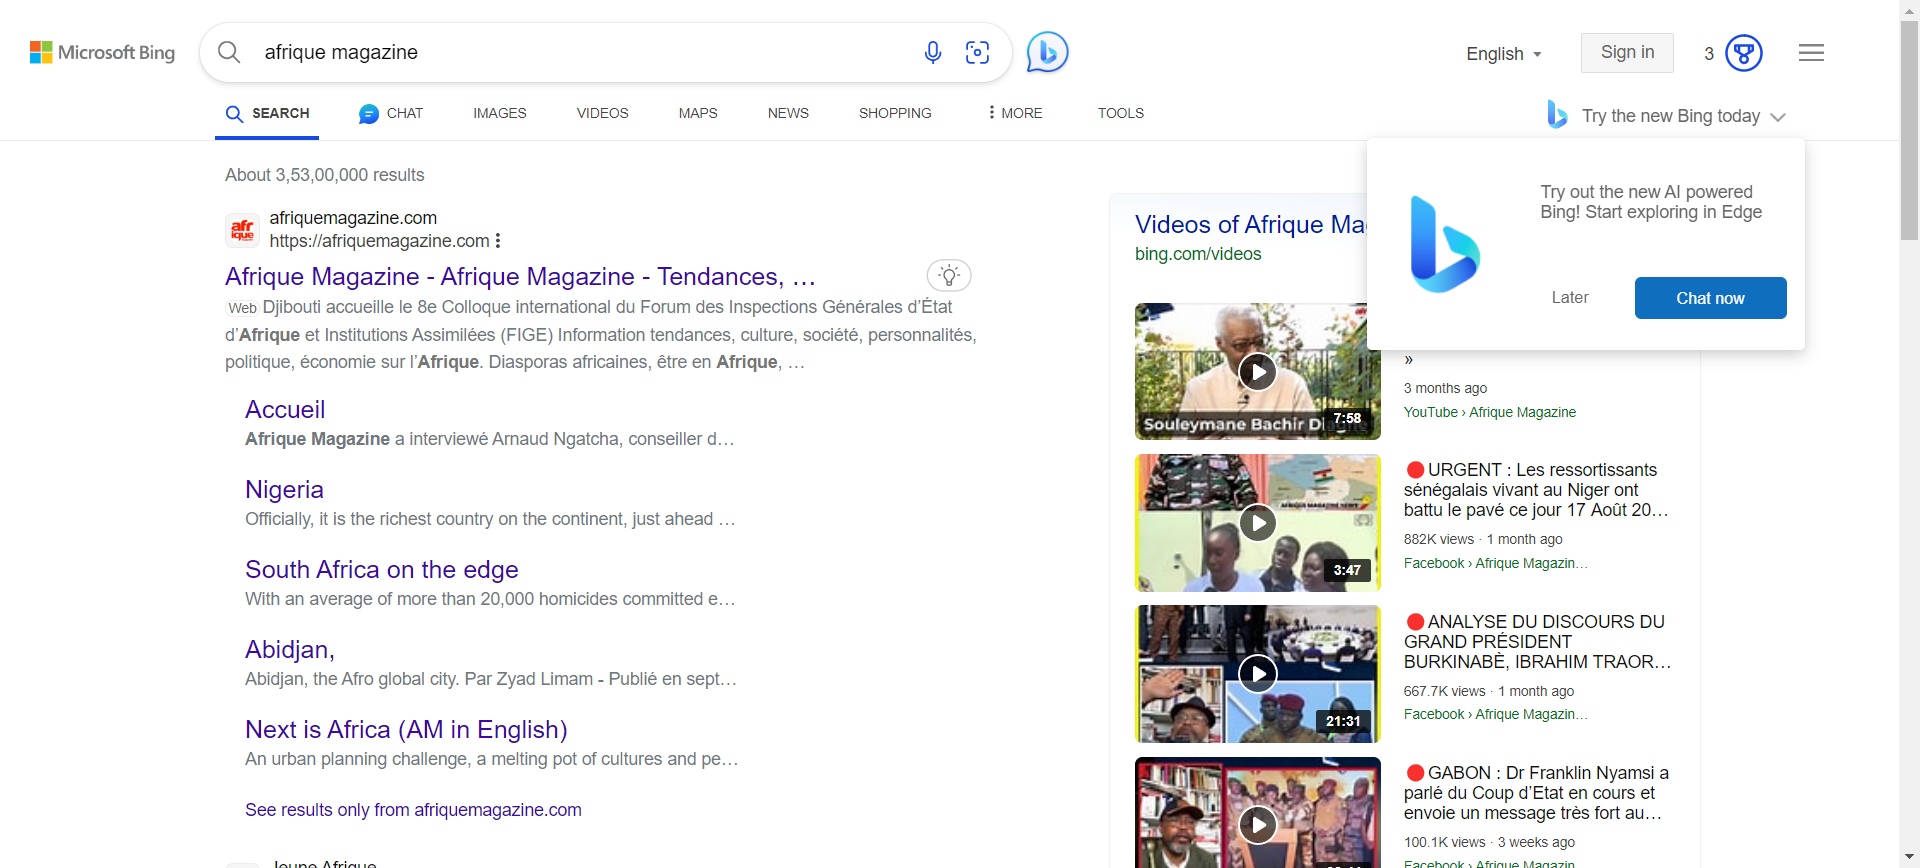 Microsoft Bing
afrique magazine
English
Sign in
3
SEARCH
CHAT
IMAGES
VIDEOS
MAPS
NEWS
SHOPPING
MORE
TOOLS
Try the new Bing today
Try out the new AI powered
Bing! Start exploring in Edge
Later
Chat now
About 3,53,00,000 results
afr
ique
afriquemagazine.com
https://afriquemagazine.com
Afrique Magazine - Afrique Magazine - Tendances, …
Web Djibouti accueille le 8e Colloque international du Forum des Inspections Générales d’État
d’Afrique et Institutions Assimilées (FIGE) Information tendances, culture, société, personnalités,
politique, économie sur l’Afrique. Diasporas africaines, être en Afrique, …
Accueil
Afrique Magazine a interviewé Arnaud Ngatcha, conseiller d…
Nigeria
Officially, it is the richest country on the continent, just ahead …
South Africa on the edge
With an average of more than 20,000 homicides committed e…
Abidjan,
Abidjan, the Afro global city. Par Zyad Limam - Publié en sept…
Next is Africa (AM in English)
An urban planning challenge, a melting pot of cultures and pe…
See results only from afriquemagazine.com
Jeune Afrique
Videos of Afrique Ma
bing.com/videos
Souleymane Bachir
7:58
»
3 months ago
YouTube › Afrique Magazine
AFRIQUE MAGAZINE NEWS
3:47
URGENT : Les ressortissants
sénégalais vivant au Niger ont
battu le pavé ce jour 17 Août 20…
882K views · 1 month ago
Facebook › Afrique Magazin…
21:31
ANALYSE DU DISCOURS DU
GRAND PRÉSIDENT
BURKINABÈ, IBRAHIM TRAOR…
667.7K views · 1 month ago
Facebook › Afrique Magazin…
GABON : Dr Franklin Nyamsi a
parlé du Coup d’Etat en cours et
envoie un message très fort au…
100.1K views · 3 weeks ago
Facebook › Afrique Magazin